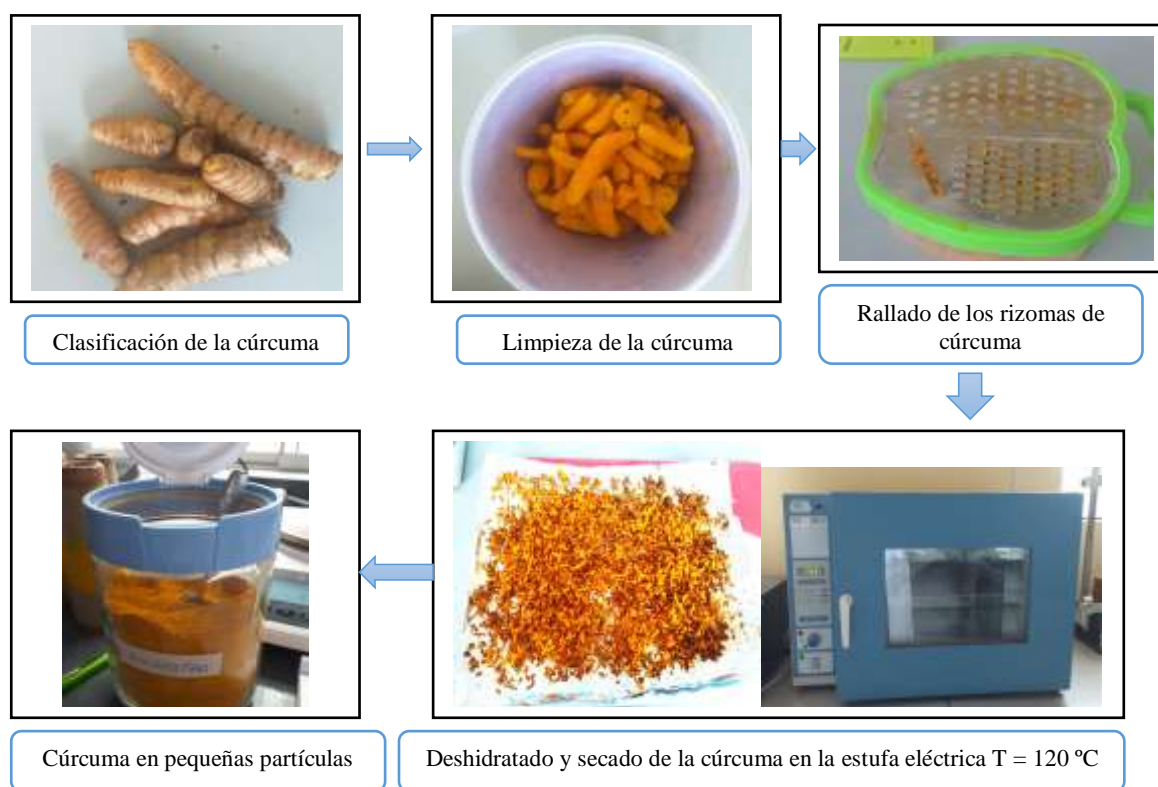 Clasificación de la cúrcuma
Limpieza de la cúrcuma
Rallado de los rizomas de
cúrcuma
Cúrcuma en pequeñas partículas
Deshidratado y secado de la cúrcuma en la estufa eléctrica T = 120 ºC